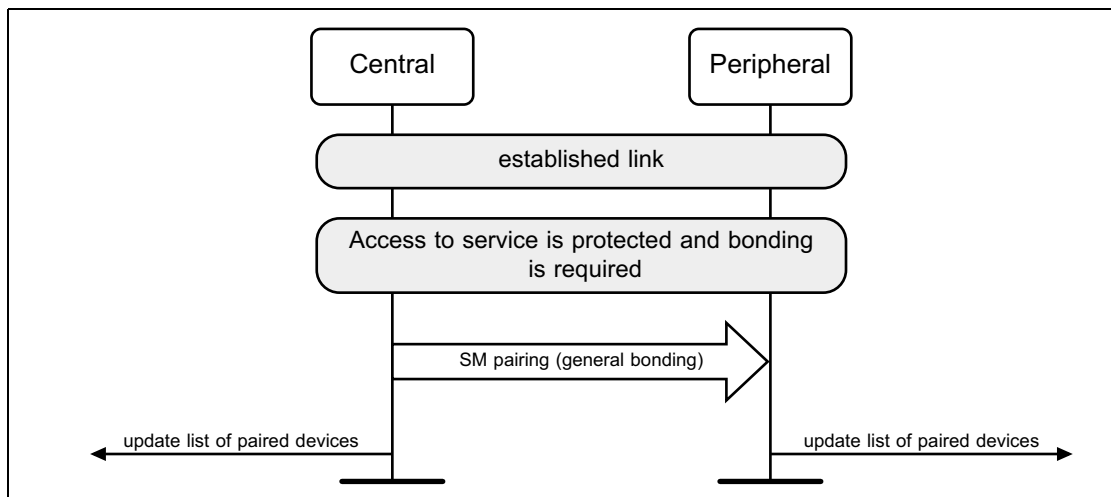 Central
Peripheral
established link
Access to service is protected and bonding
is required
SM pairing (general bonding)
update list of paired devices
update list of paired devices